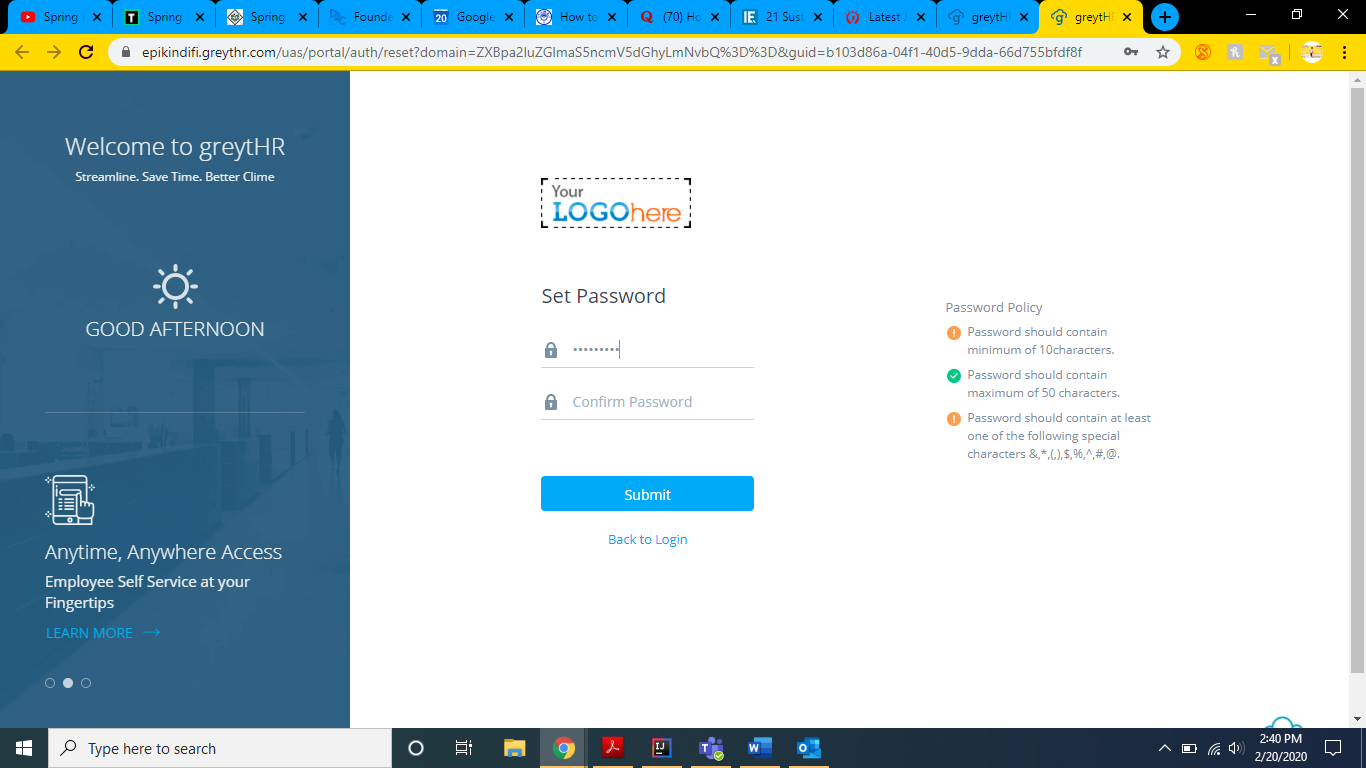 Spring
Spring
Spring
Founde
20 Google
How to
(70) Ho
IE 21 Sust
Latest J
greytHR
greytHR
epikindifi.greythr.com/uas/portal/auth/reset?domain=ZXBpa2luZGlmaS5ncmV5dGhyLmNvbQ%3D%3D&guid=b103d86a-04f1-40d5-9dda-66d755bfdf8f
Welcome to greytHR
Streamline. Save Time. Better Clime
GOOD AFTERNOON
Anytime, Anywhere Access
Employee Self Service at your
Fingertips
LEARN MORE
Your
LOGOhere
Set Password
•••••••••
Confirm Password
Submit
Back to Login
Password Policy
Password should contain
minimum of 10characters.
Password should contain
maximum of 50 characters.
Password should contain at least
one of the following special
characters &,*,(,),$,%,^,#,@.
Type here to search
2:40 PM
2/20/2020